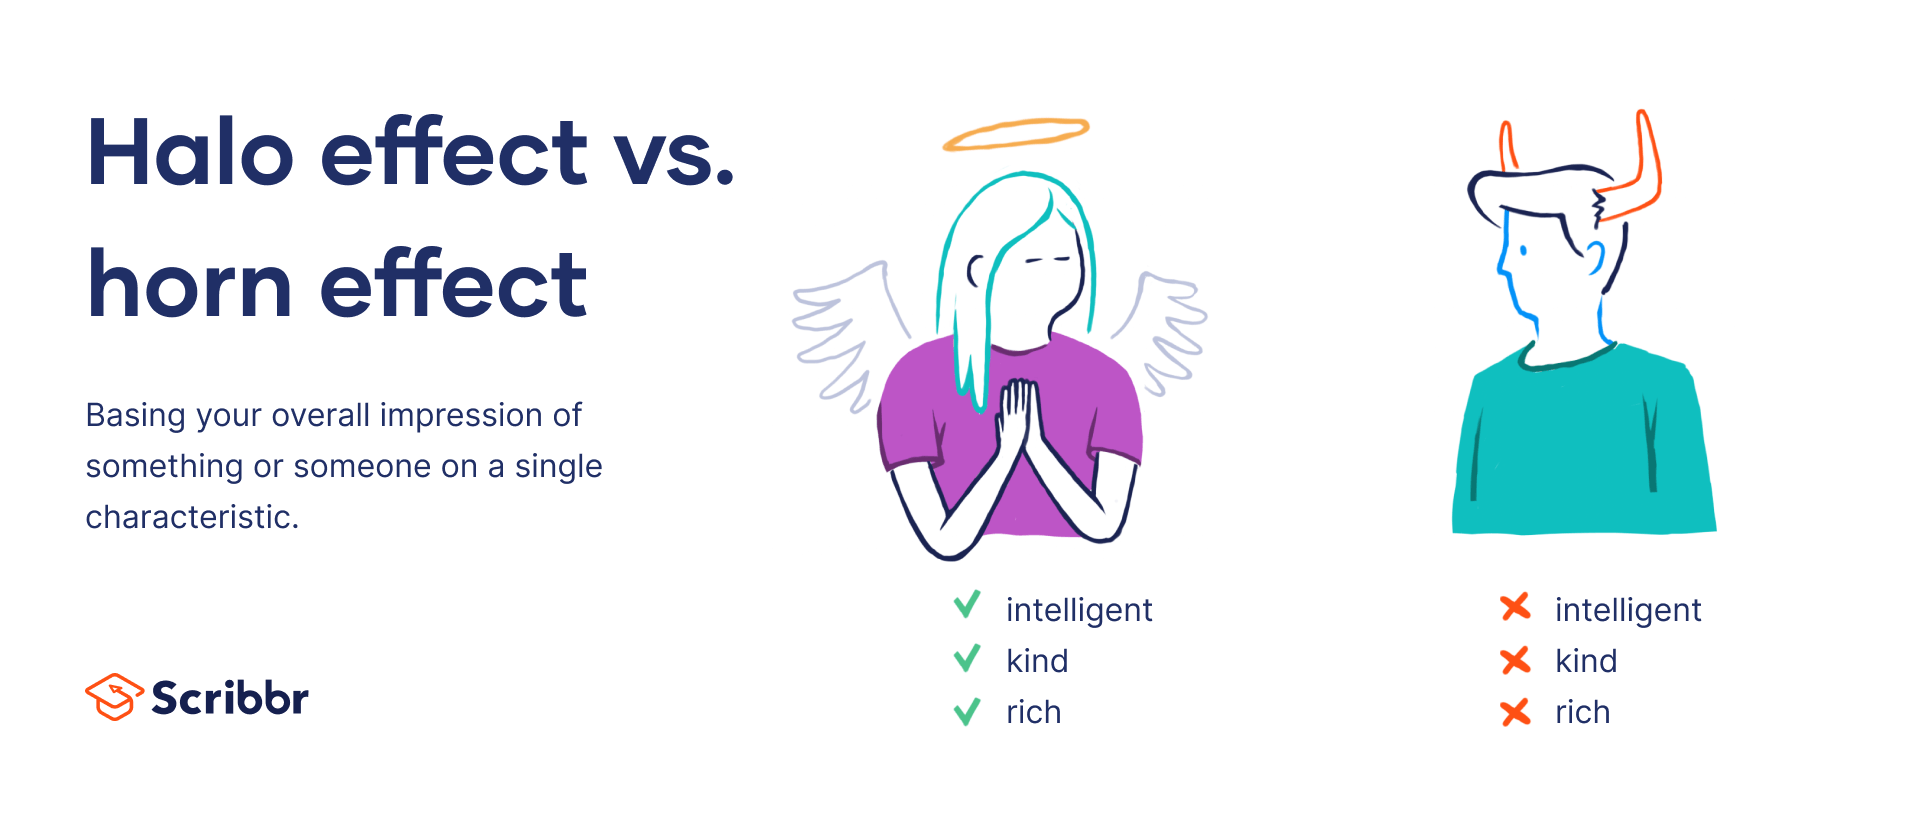 Halo effect vs.
horn effect
Basing your overall impression of
something or someone on a single
characteristic.
Scribbr
intelligent
kind
rich
intelligent
kind
rich